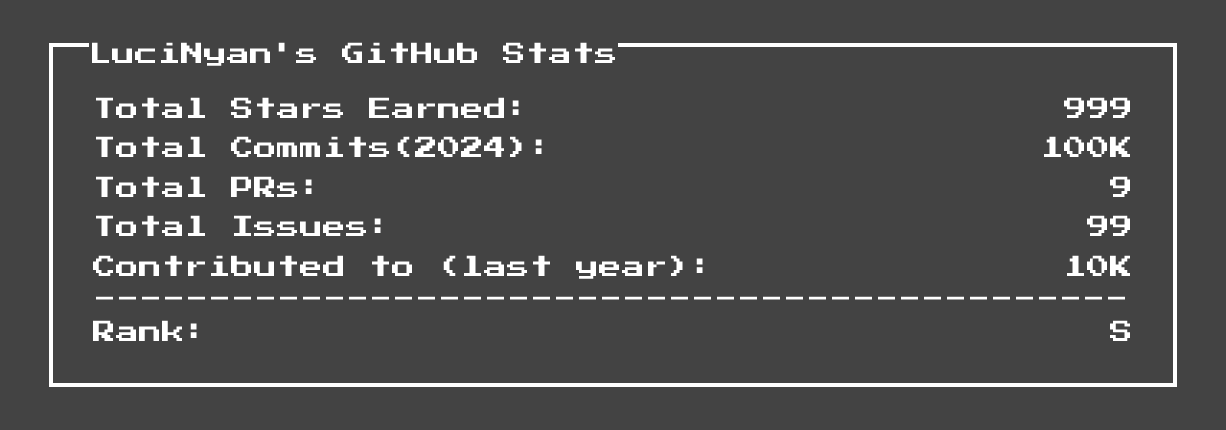 LuciNyan's GitHub Stats
Total Stars Earned: 999
Total Commits(2024): 100K
Total PRs: 9
Total Issues: 99
Contributed to (last year): 10K
----------------------------------------------
Rank: S